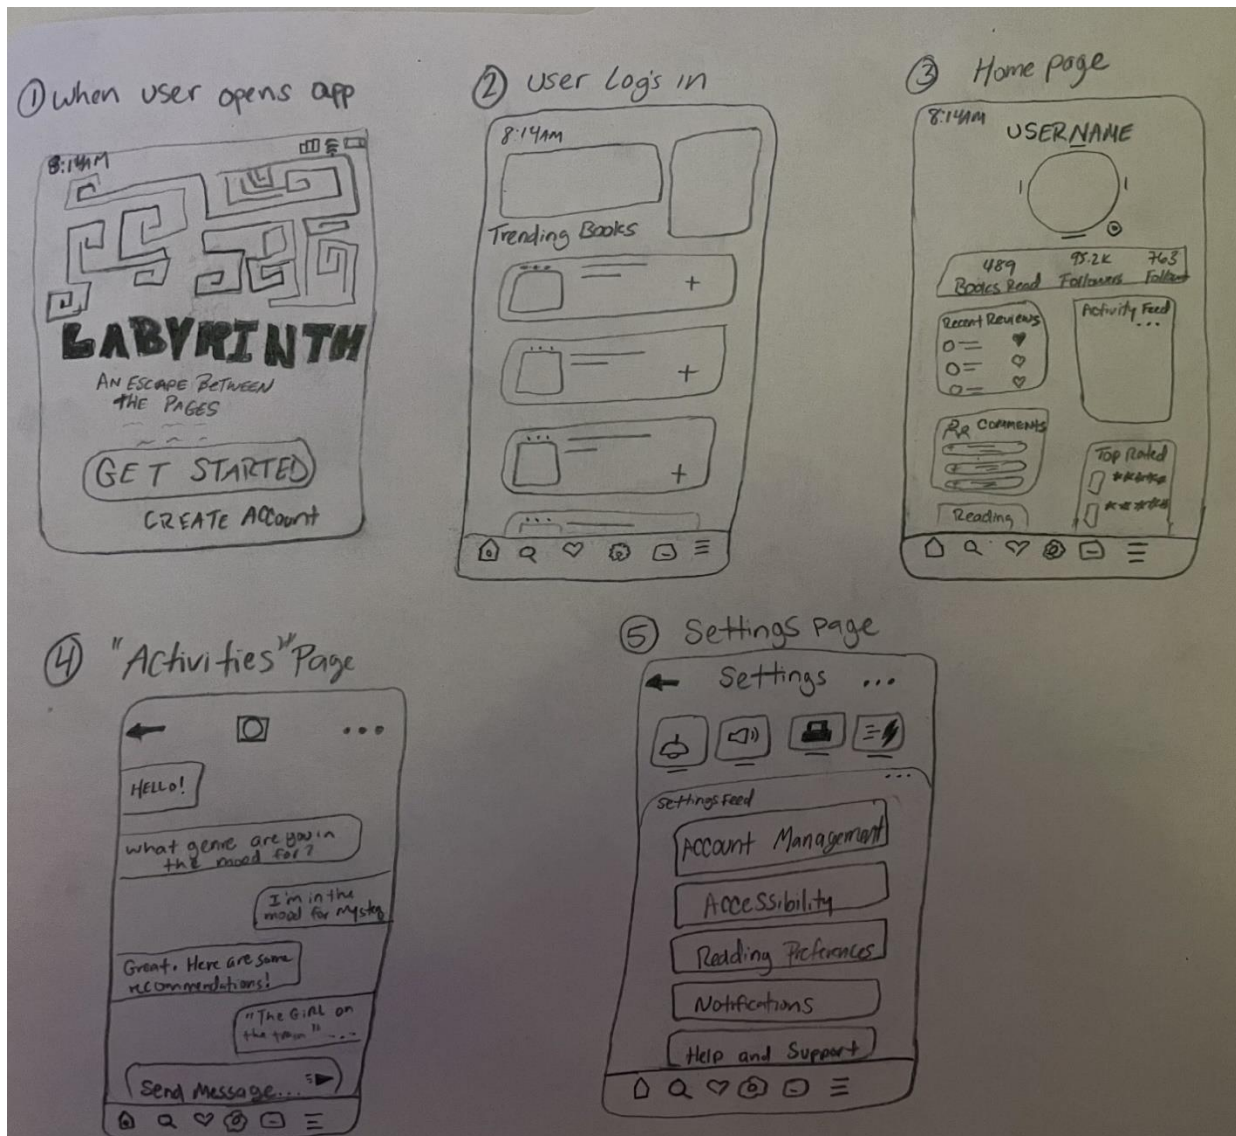 ① When user opens app
8:14AM
LABYRINTH
AN ESCAPE BETWEEN
THE PAGES
GET STARTED
CREATE Account
② User Logs in
8:14AM
Trending Books
③ Home page
8:14AM
USERNAME
489 95.2K 763
Books Read Followers
Recent Reviews
Activity Feed
...
COMMENTS
Top Rated
Reading
④ "Activities" Page
...
HELLO!
What genre are you in
the mood for?
I'm in the
mood for
Great. Here are some
recommendations!
"The GIRL on
the train" ...
Send Message...
⑤ Settings page
Settings ...
...
Settings Feed
Account Management
Accessibility
Reading Preferences
Notifications
Help and Support